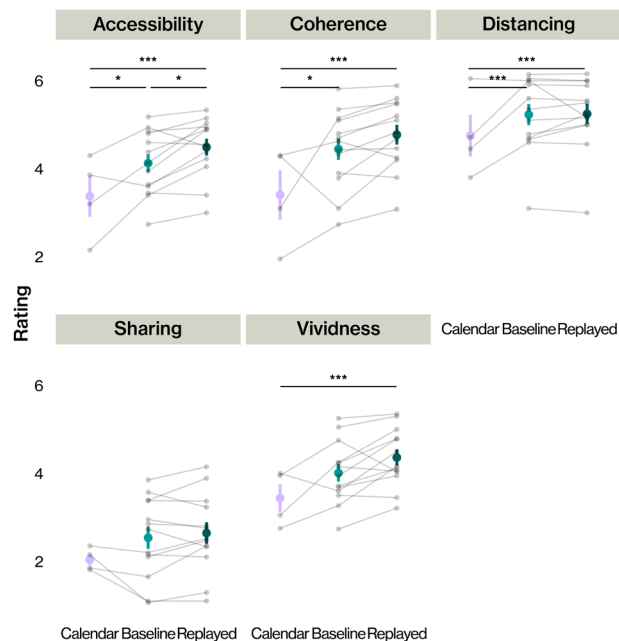 Accessibility Coherence Distancing
*** *** ***
* * * ***
6
4
2
Rating
Sharing Vividness Calendar Baseline Replayed
***
6
4
2
Calendar Baseline Replayed Calendar Baseline Replayed